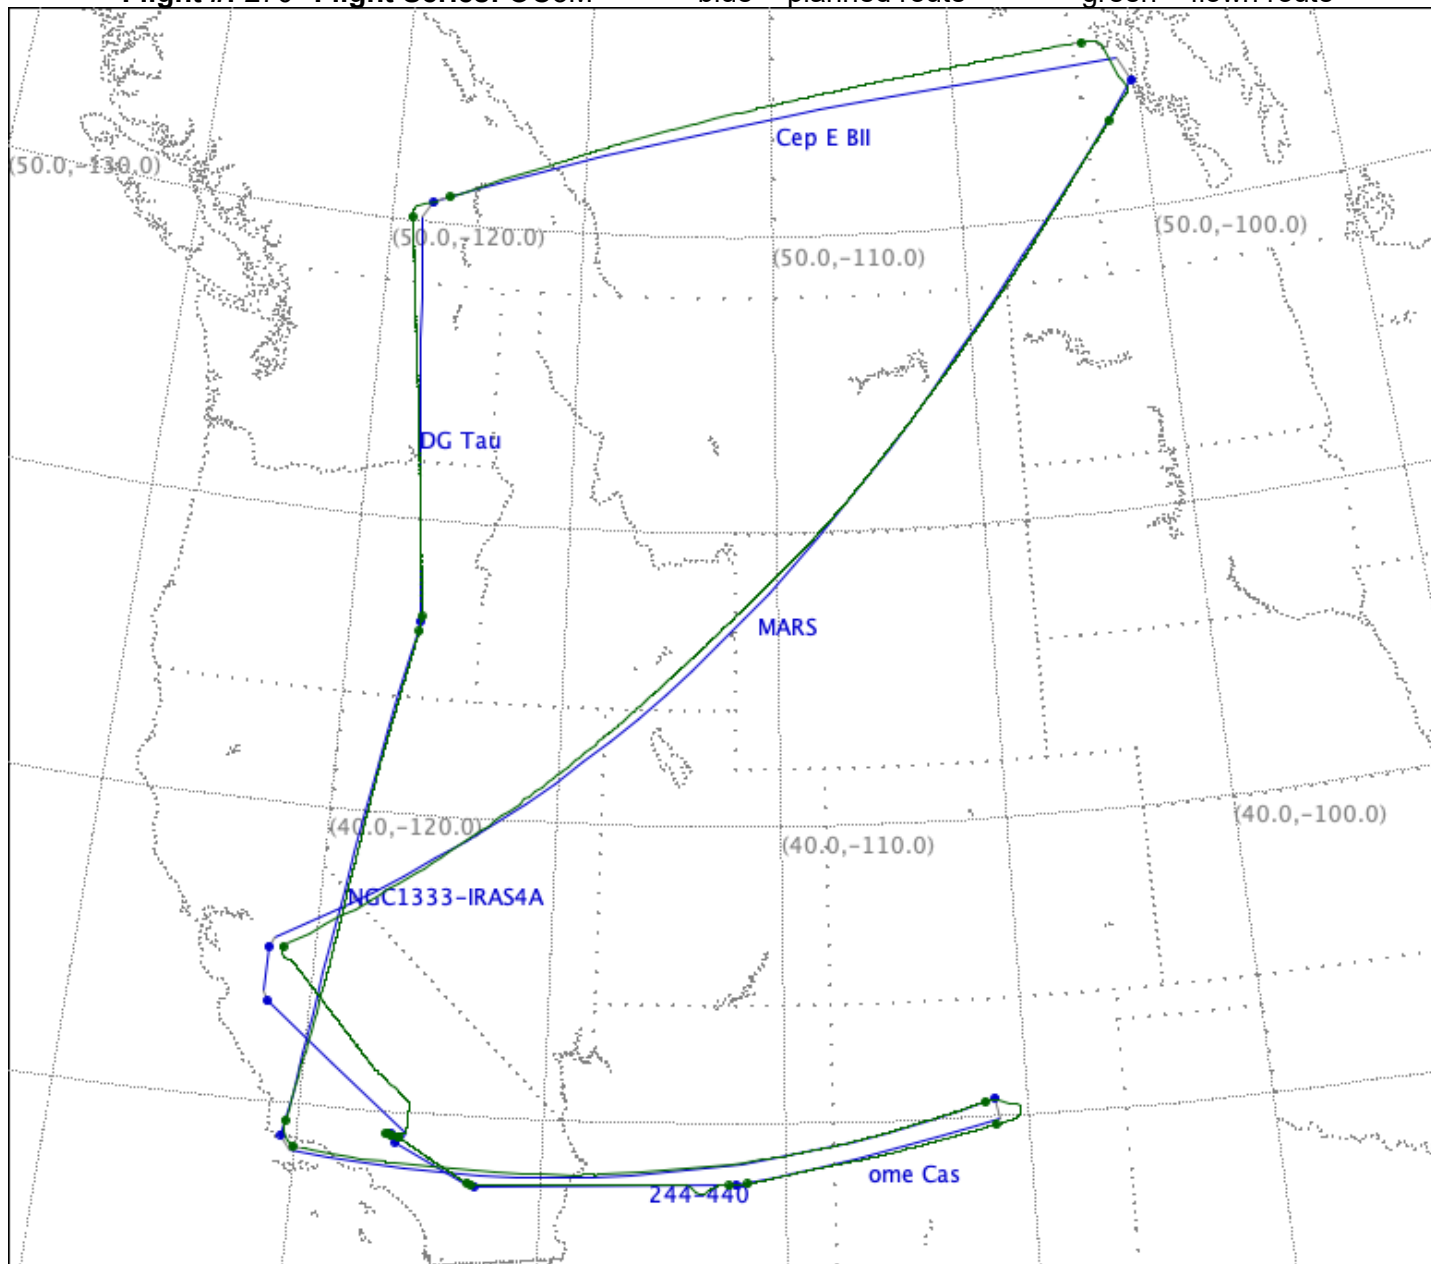 (50.0,-130.0)
Cep E BII
(50.0,-120.0)
(50.0,-110.0)
(50.0,-100.0)
DG Tau
MARS
(40.0,-120.0)
(40.0,-110.0)
(40.0,-100.0)
NGC1333-IRAS4A
ome Cas
244-440